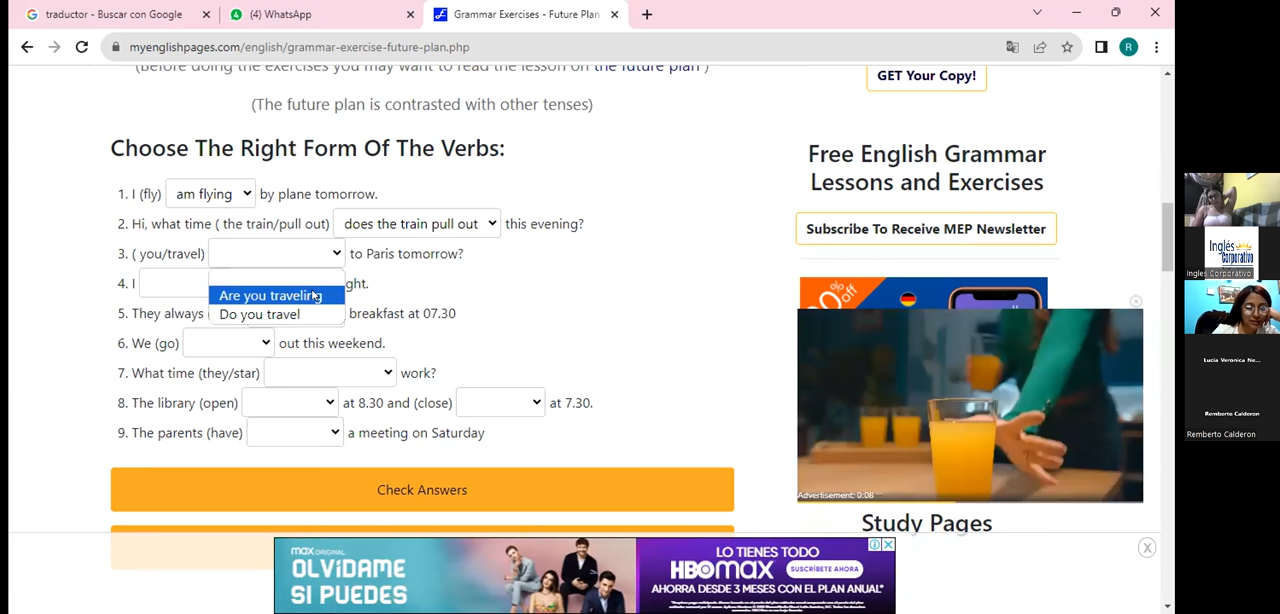 traductor - Buscar con Google
(4) WhatsApp
Grammar Exercises - Future Plan
myenglishpages.com/english/grammar-exercise-future-plan.php
R
(Before doing the exercises you may want to read the lesson on the future plan )
(The future plan is contrasted with other tenses)
Choose The Right Form Of The Verbs:
1. I (fly) am flying by plane tomorrow.
2. Hi, what time ( the train/pull out) does the train pull out this evening?
3. ( you/travel) to Paris tomorrow?
Are you traveling
Do you travel
4. I ght.
5. They always breakfast at 07.30
6. We (go) out this weekend.
7. What time (they/star) work?
8. The library (open) at 8.30 and (close) at 7.30.
9. The parents (have) a meeting on Saturday
Check Answers
GET Your Copy!
Free English Grammar
Lessons and Exercises
Subscribe To Receive MEP Newsletter
Advertisement: 0:08
Study Pages
max ORIGINAL
OLVÍDAME
SI PUEDES
LO TIENES TODO
HBOmax SUSCRÍBETE AHORA
AHORRA DESDE 3 MESES CON EL PLAN ANUAL*
Inglés
Corporativo
Ingles Corporativo
Lucia Veronica Ne...
Remberto Calderon
Remberto Calderon